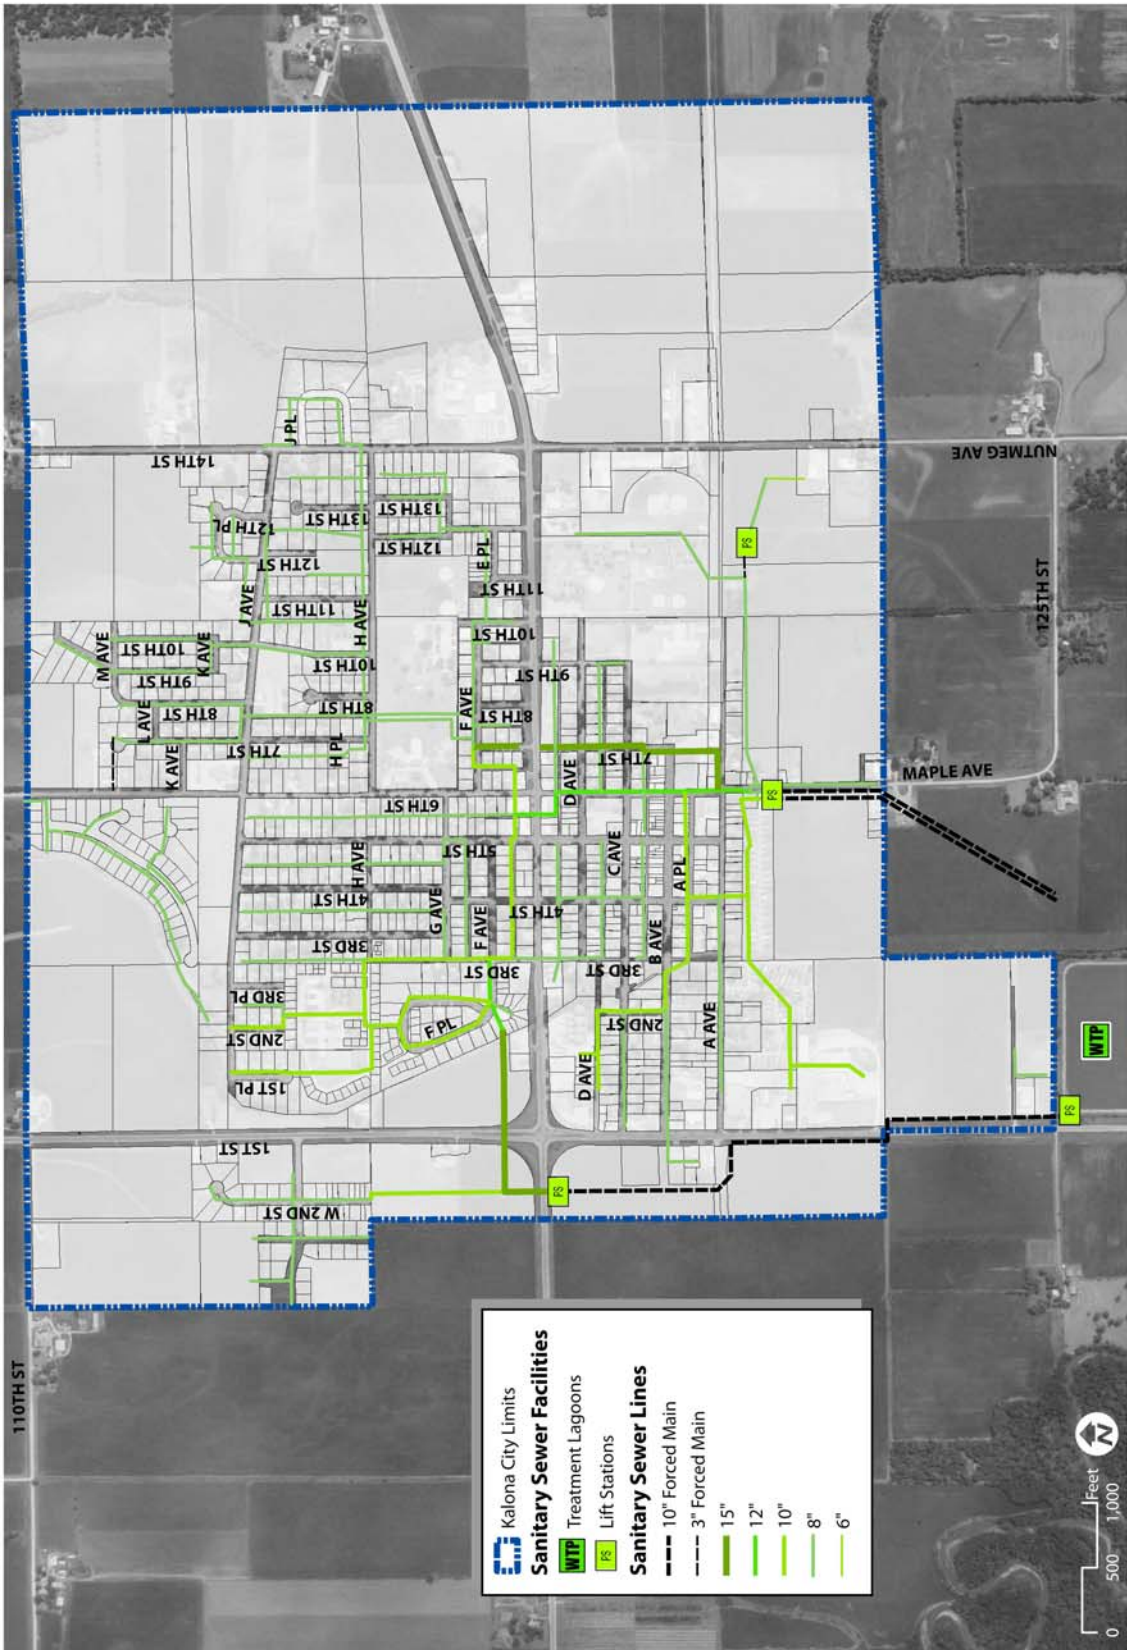 110TH ST
M AVE
10TH ST
K AVE
9TH ST
L AVE
8TH ST
K AVE
7TH ST
14TH ST
12TH PL
12TH ST
J AVE
J PL
13TH ST
11TH ST
H AVE
10TH ST
8TH ST
H PL
13TH ST
12TH ST
E PL
11TH ST
10TH ST
F AVE
8TH ST
9TH ST
6TH ST
D AVE
7TH ST
5TH ST
H AVE
4TH ST
G AVE
F AVE
4TH ST
C AVE
A PL
B AVE
3RD ST
3RD ST
3RD ST
3RD PL
2ND ST
F PL
1ST PL
D AVE
2ND ST
A AVE
1ST ST
W 2ND ST
NUTMEG AVE
125TH ST
MAPLE AVE
PS
PS
PS
PS
WTP
Kalona City Limits
Sanitary Sewer Facilities
WTP Treatment Lagoons
PS Lift Stations
Sanitary Sewer Lines
10" Forced Main
3" Forced Main
15"
12"
10"
8"
6"
0 500 1,000
Feet
N